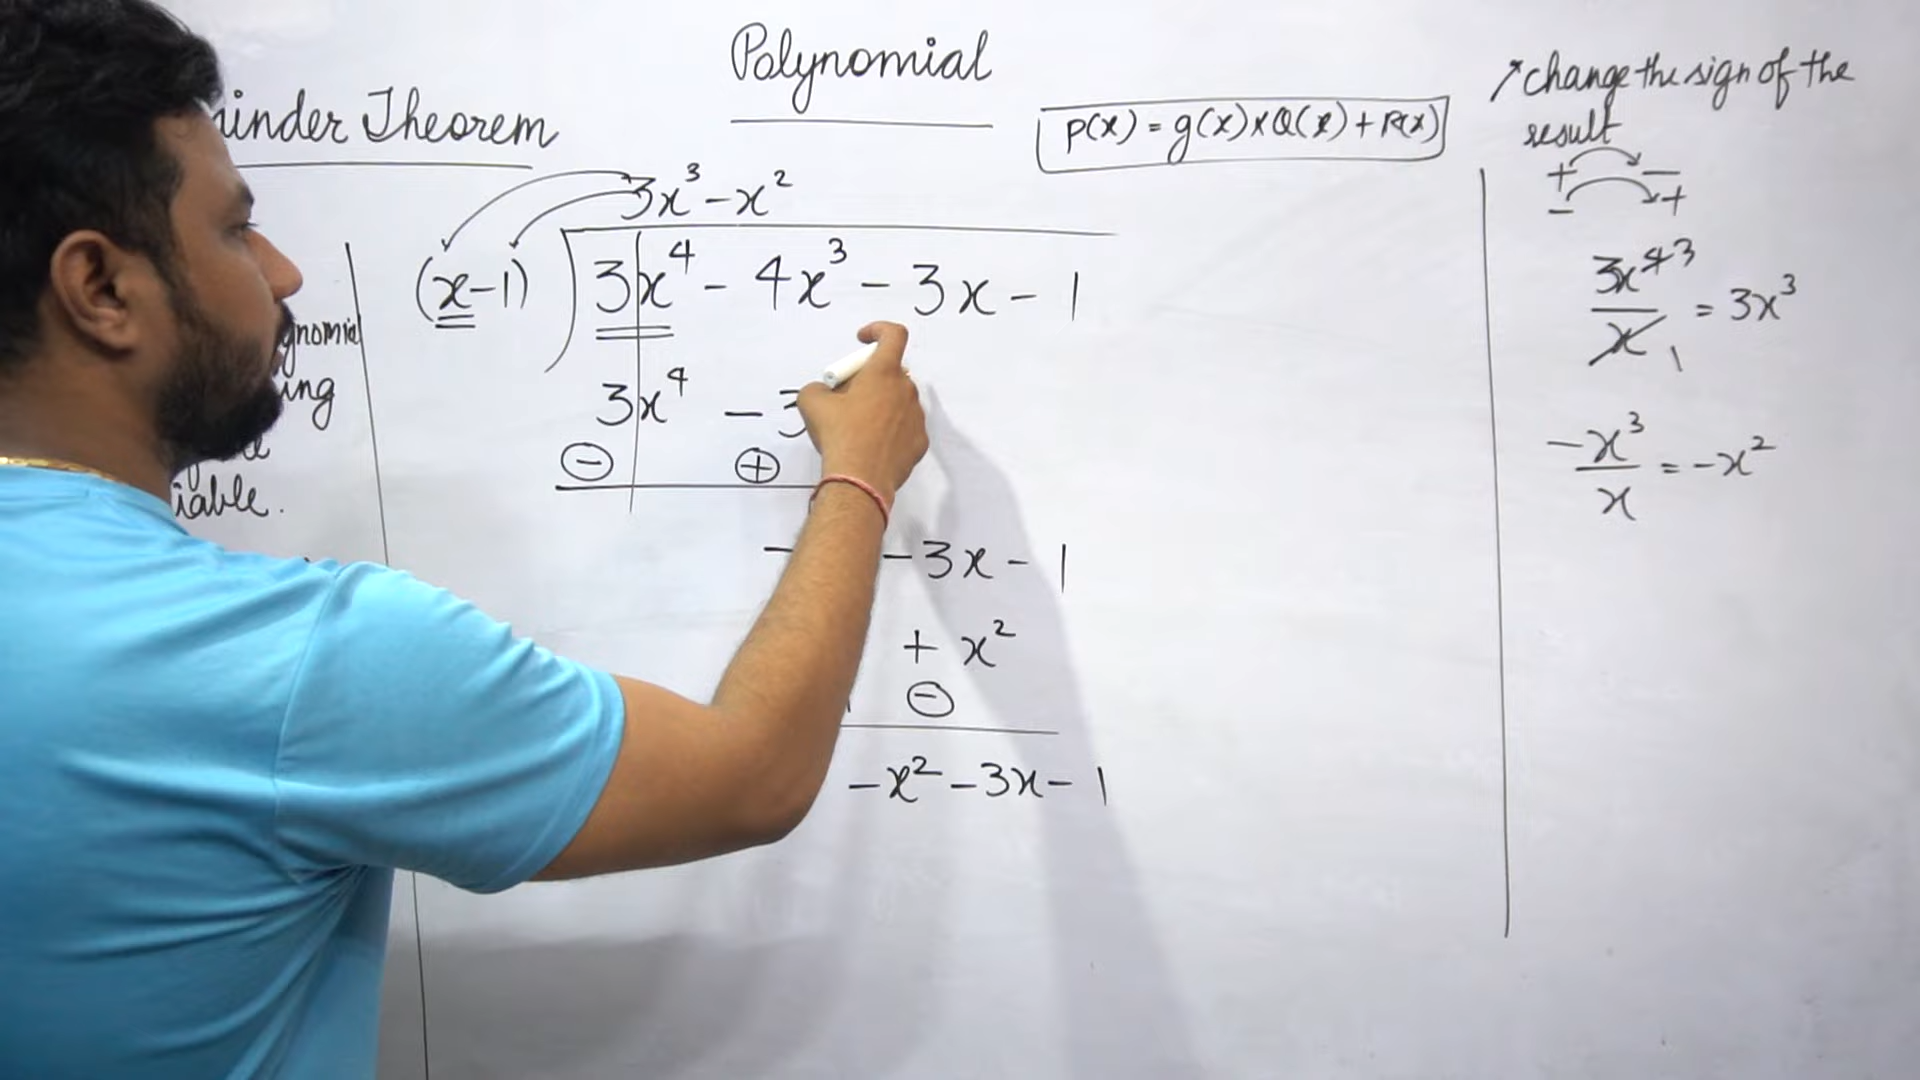 Polynomial
inder Theorem
P(x) = g(x)×Q(x) + R(x)
change the sign of the
result
+ −
− +
3x³ − x²
(x−1) 3x⁴ − 4x³ − 3x − 1
3x⁴ − 3
⊖ ⊕
− −3x − 1
+ x²
⊖
−x² − 3x − 1
3x⁴ ³
x 1 = 3x³
−x³
x = −x²
gnomial
ing
iable.